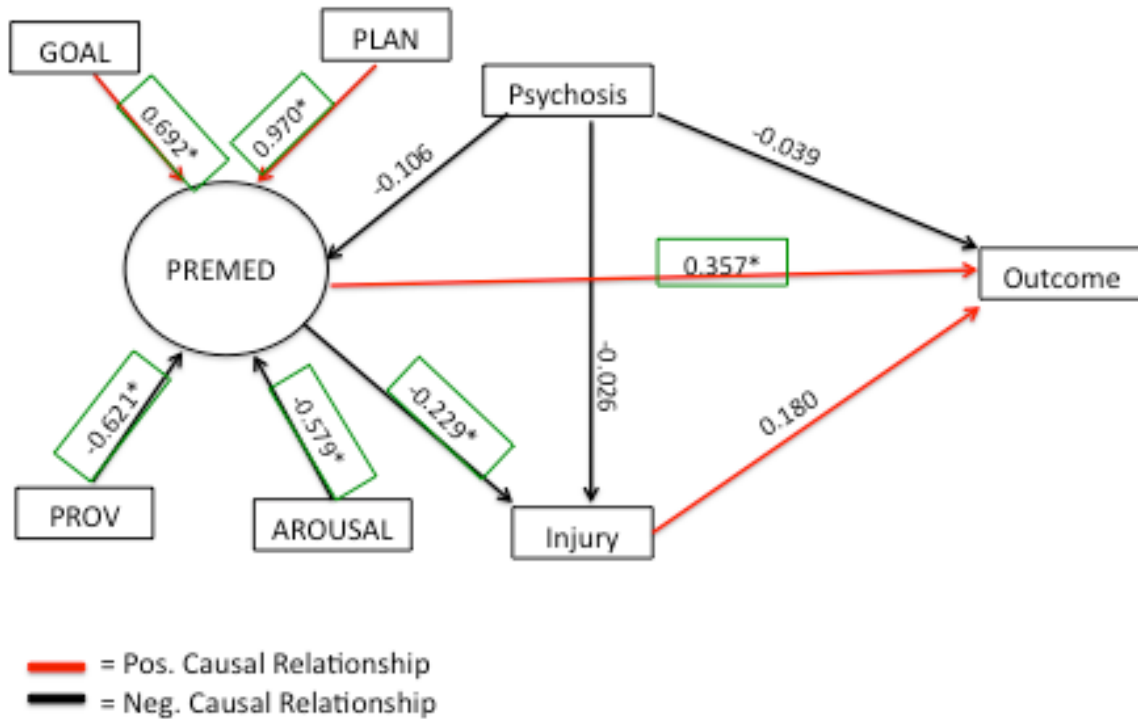 GOAL
PLAN
Psychosis
0.692*
0.970*
-0.106
-0.039
PREMED
0.357*
Outcome
-0.026
-0.621*
-0.579*
-0.229*
0.180
PROV
AROUSAL
Injury
= Pos. Causal Relationship
= Neg. Causal Relationship